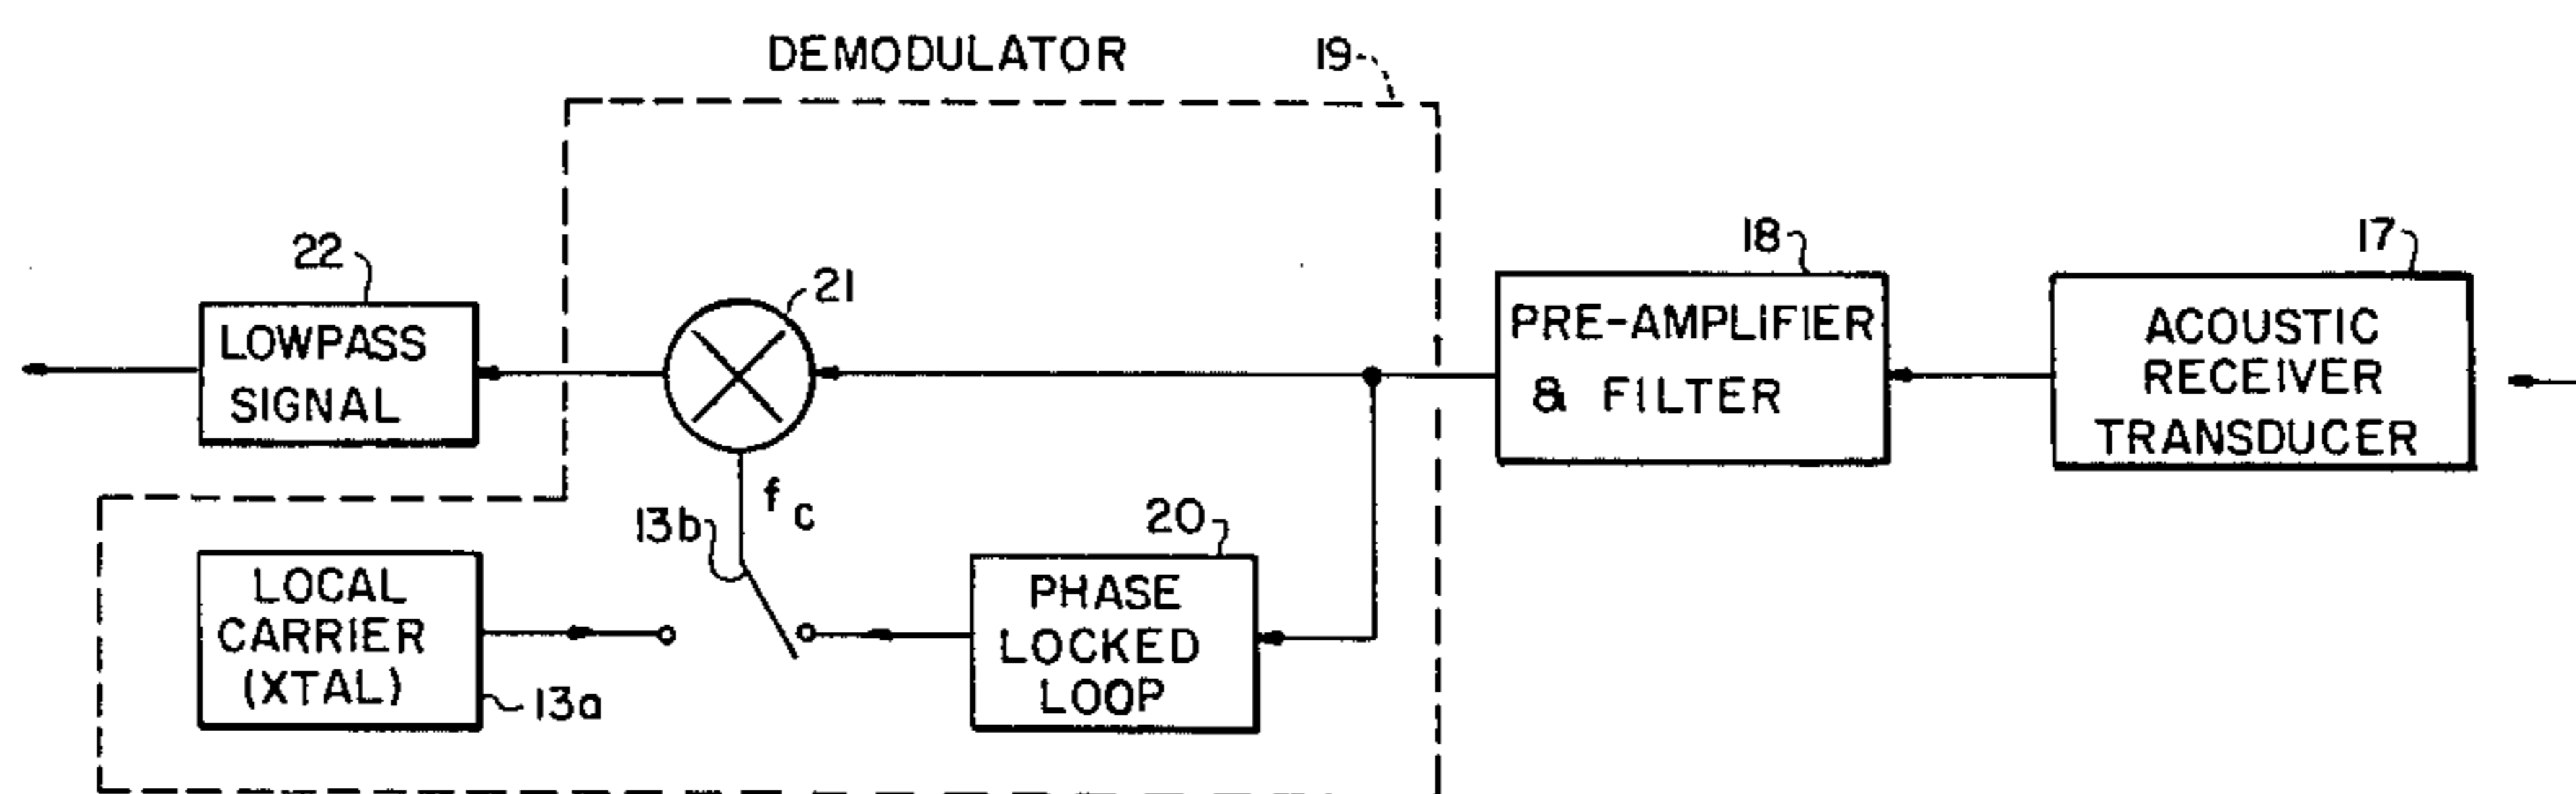 DEMODULATOR
19
22
LOWPASS
SIGNAL
21
18
PRE-AMPLIFIER
& FILTER
17
ACOUSTIC
RECEIVER
TRANSDUCER
fc
13b
20
LOCAL
CARRIER
(XTAL)
13a
PHASE
LOCKED
LOOP